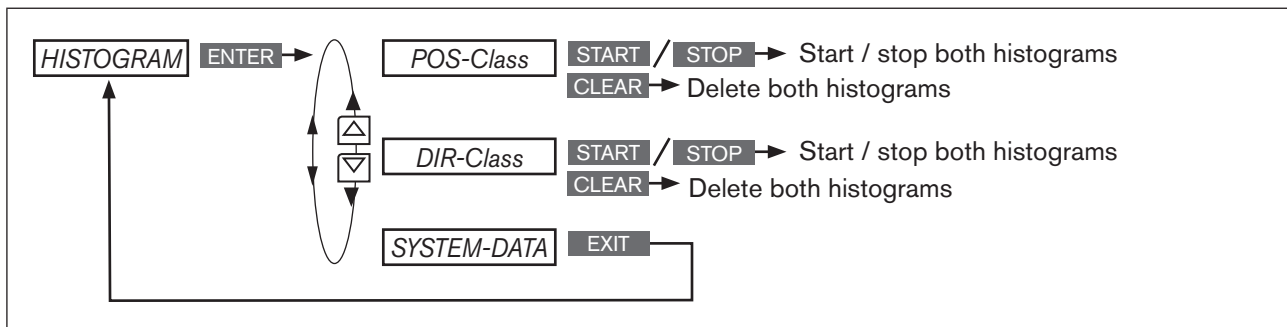 HISTOGRAM ENTER POS-Class START / STOP Start / stop both histograms
CLEAR Delete both histograms
DIR-Class START / STOP Start / stop both histograms
CLEAR Delete both histograms
SYSTEM-DATA EXIT